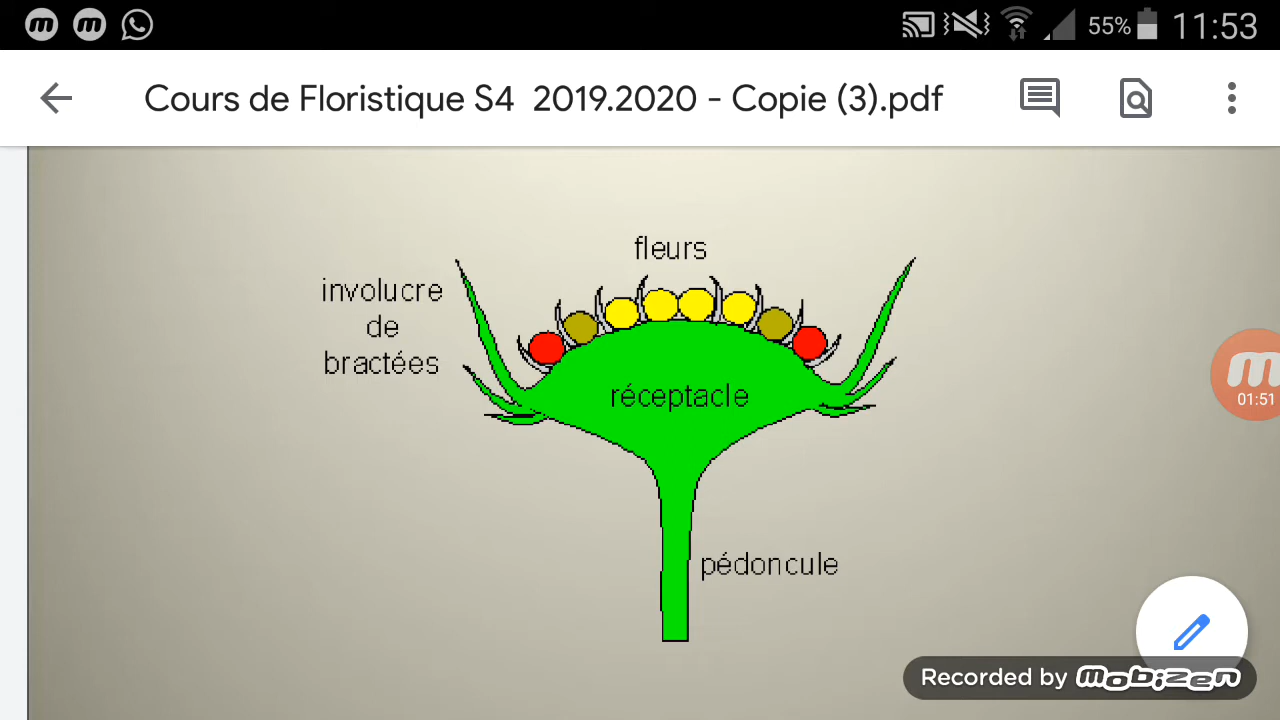 55% 11:53
Cours de Floristique S4 2019.2020 - Copie (3).pdf
fleurs
involucre
de
bractées
réceptacle
pédoncule
01:51
Recorded by mobizen